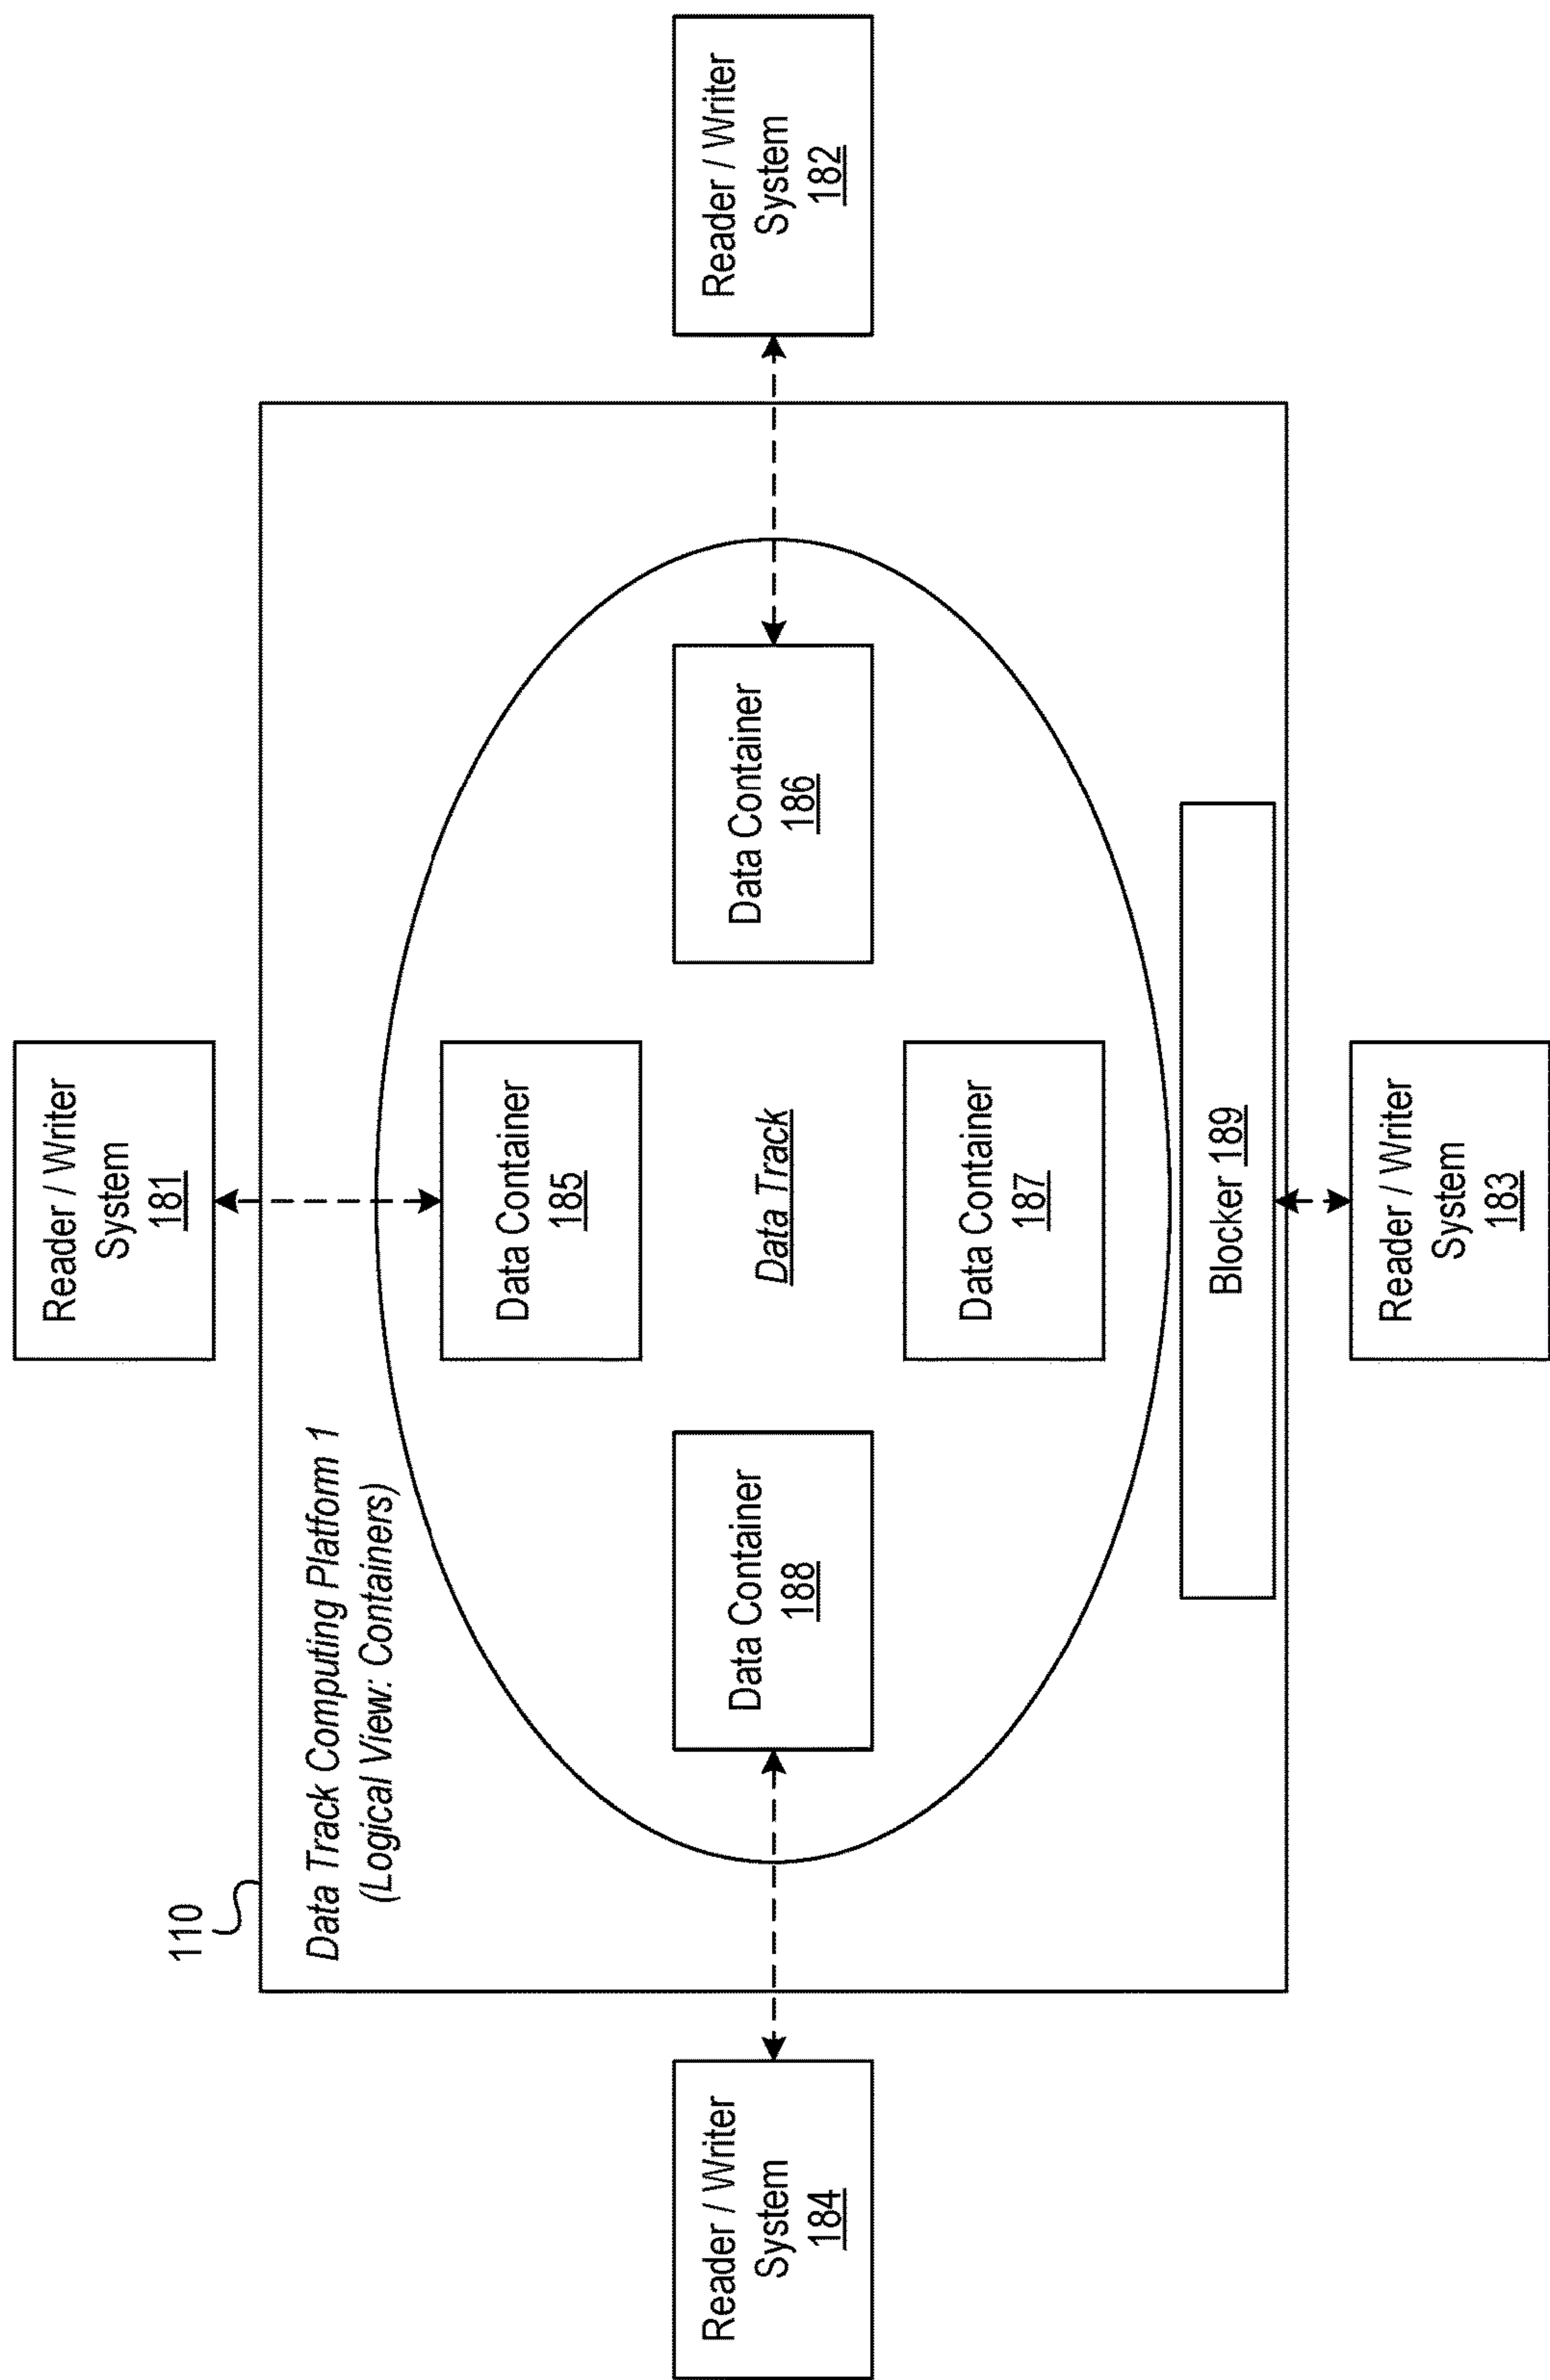 110
Data Track Computing Platform 1
(Logical View: Containers)
Reader / Writer
System
181
Data Container
185
Reader / Writer
System
184
Data Container
188
Data Track
Data Container
186
Reader / Writer
System
182
Data Container
187
Blocker 189
Reader / Writer
System
183